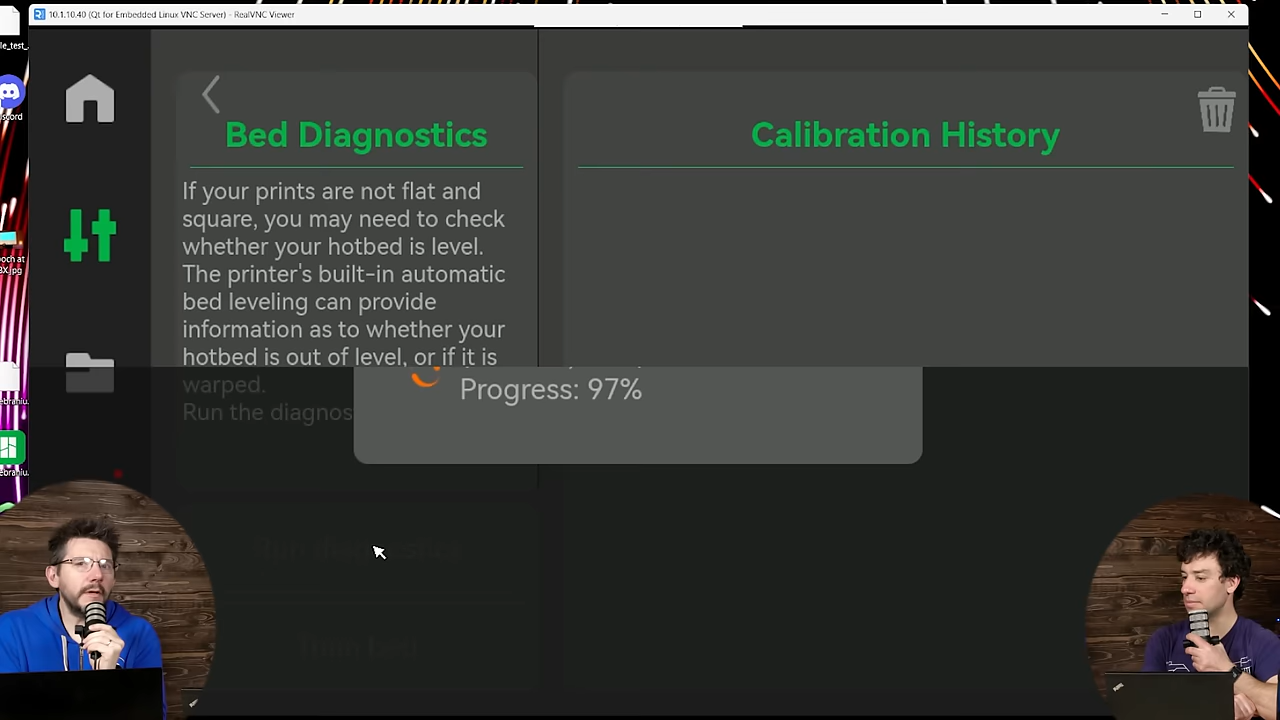 10.1.10.40 (Qt for Embedded Linux VNC Server) - RealVNC Viewer
Bed Diagnostics
If your prints are not flat and
square, you may need to check
whether your hotbed is level.
The printer's built-in automatic
bed leveling can provide
information as to whether your
hotbed is out of level, or if it is
warped.
Run the diagnos
Calibration History
Progress: 97%